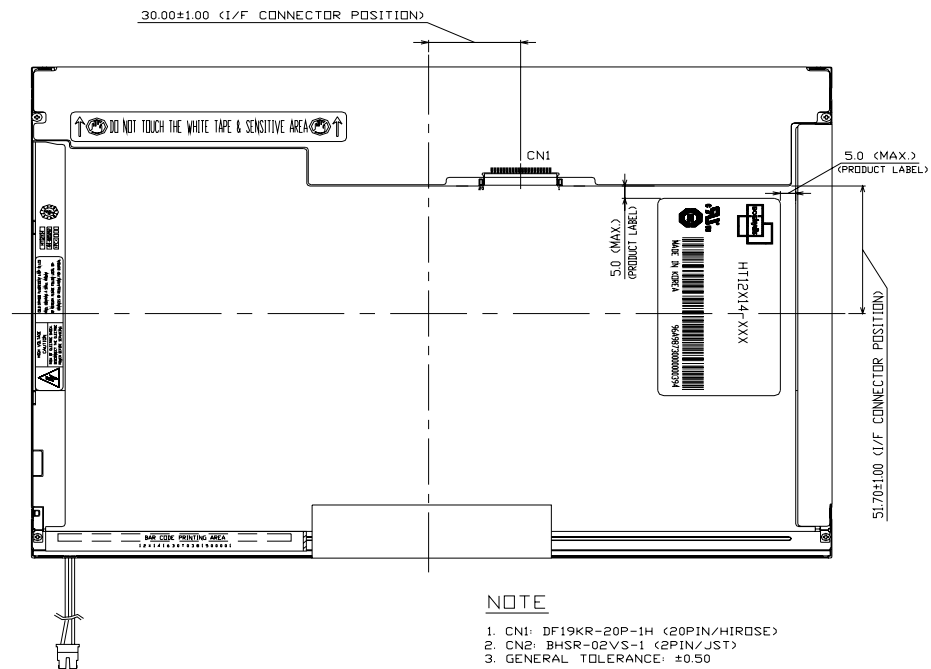 30.00±1.00 (I/F CONNECTOR POSITION)
DO NOT TOUCH THE WHITE TAPE & SENSITIVE AREA
CN1
5.0 (MAX.)
(PRODUCT LABEL)
5.0 (MAX.)
(PRODUCT LABEL)
HT12X14-XXX
MADE IN KOREA
51.70±1.00 (I/F CONNECTOR POSITION)
HIGH VOLTAGE
CAUTION
BAR CODE PRINTING AREA
NOTE
1. CN1: DF19KR-20P-1H (20PIN/HIROSE)
2. CN2: BHSR-02VS-1 (2PIN/JST)
3. GENERAL TOLERANCE: ±0.50